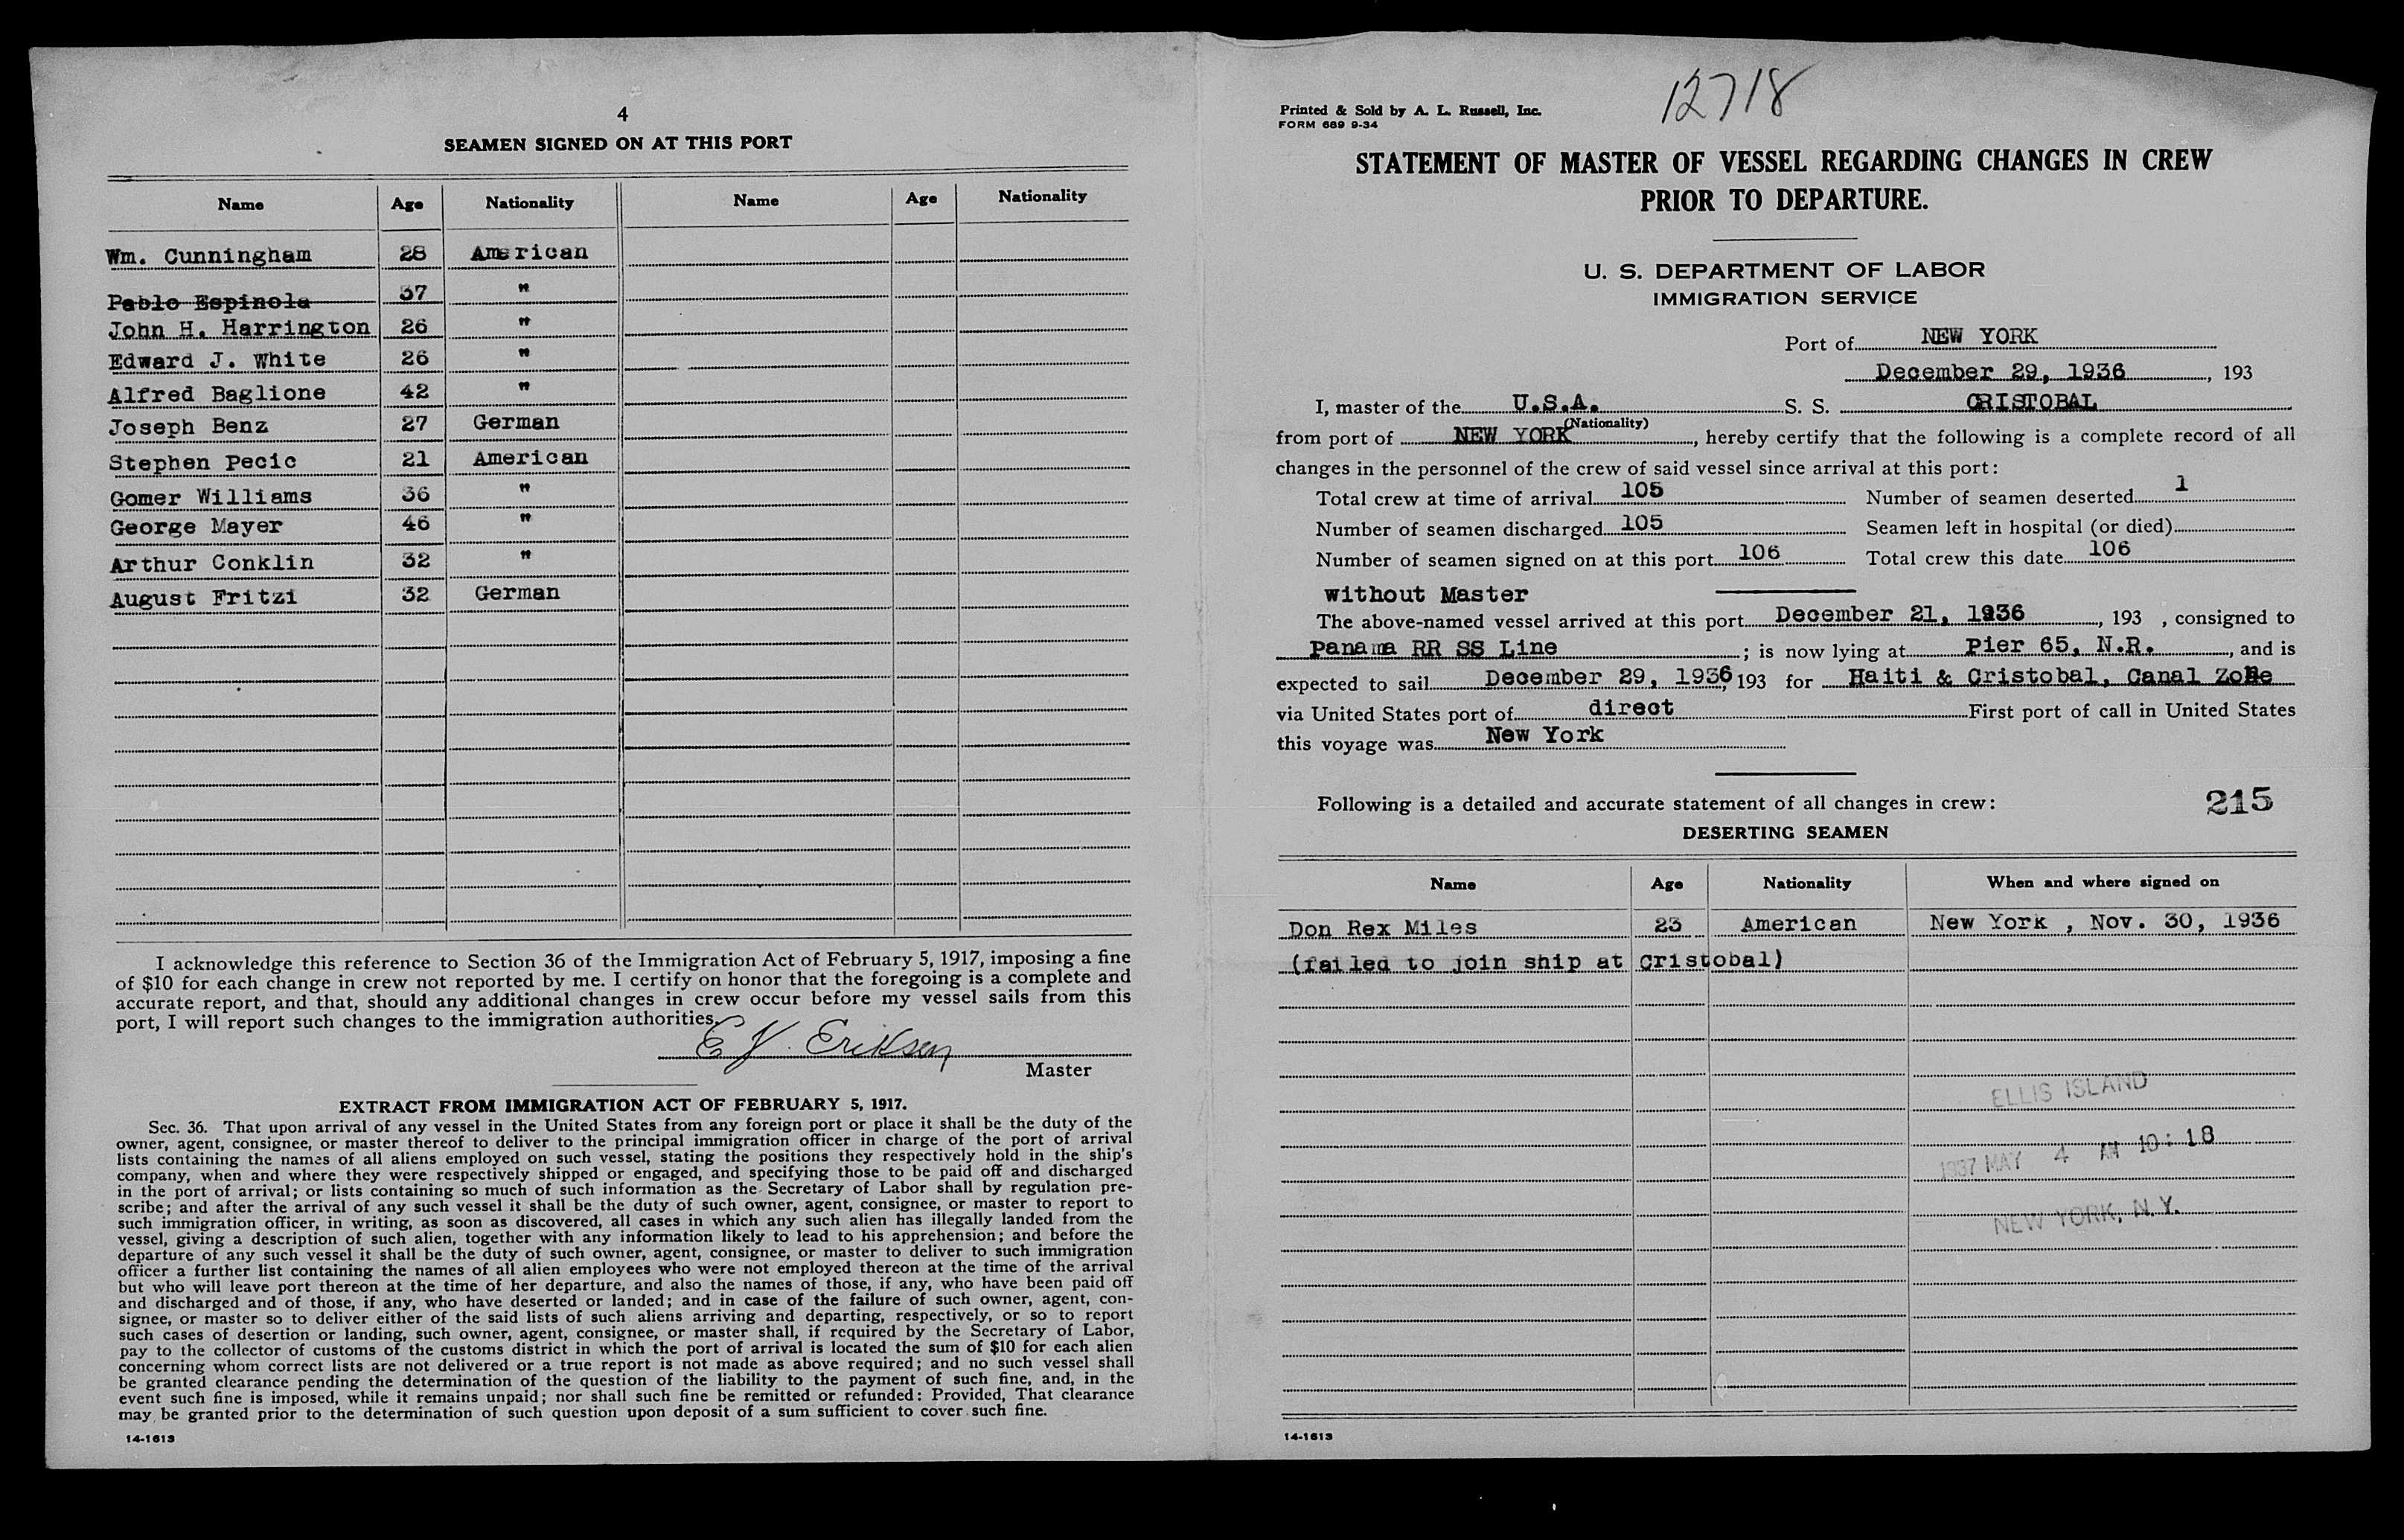 4
SEAMEN SIGNED ON AT THIS PORT
Name Age Nationality Name Age Nationality
Wm. Cunningham 28 American
Pablo Espinola 37 "
John H. Harrington 26 "
Edward J. White 26 "
Alfred Baglione 42 "
Joseph Benz 27 German
Stephen Pecic 21 American
Gomer Williams 36 "
George Mayer 46 "
Arthur Conklin 32 "
August Fritzi 32 German
I acknowledge this reference to Section 36 of the Immigration Act of February 5, 1917, imposing a fine
of $10 for each change in crew not reported by me. I certify on honor that the foregoing is a complete and
accurate report, and that, should any additional changes in crew occur before my vessel sails from this
port, I will report such changes to the immigration authorities.
E J. Eriksen
Master
EXTRACT FROM IMMIGRATION ACT OF FEBRUARY 5, 1917.
Sec. 36. That upon arrival of any vessel in the United States from any foreign port or place it shall be the duty of the
owner, agent, consignee, or master thereof to deliver to the principal immigration officer in charge of the port of arrival
lists containing the names of all aliens employed on such vessel, stating the positions they respectively hold in the ship's
company, when and where they were respectively shipped or engaged, and specifying those to be paid off and discharged
in the port of arrival; or lists containing so much of such information as the Secretary of Labor shall by regulation pre-
scribe; and after the arrival of any such vessel it shall be the duty of such owner, agent, consignee, or master to report to
such immigration officer, in writing, as soon as discovered, all cases in which any such alien has illegally landed from the
vessel, giving a description of such alien, together with any information likely to lead to his apprehension; and before the
departure of any such vessel it shall be the duty of such owner, agent, consignee, or master to deliver to such immigration
officer a further list containing the names of all alien employees who were not employed thereon at the time of the arrival
but who will leave port thereon at the time of her departure, and also the names of those, if any, who have been paid off
and discharged and of those, if any, who have deserted or landed; and in case of the failure of such owner, agent, con-
signee, or master so to deliver either of the said lists of such aliens arriving and departing, respectively, or so to report
such cases of desertion or landing, such owner, agent, consignee, or master shall, if required by the Secretary of Labor,
pay to the collector of customs of the customs district in which the port of arrival is located the sum of $10 for each alien
concerning whom correct lists are not delivered or a true report is not made as above required; and no such vessel shall
be granted clearance pending the determination of the question of the liability to the payment of such fine, and, in the
event such fine is imposed, while it remains unpaid; nor shall such fine be remitted or refunded: Provided, That clearance
may be granted prior to the determination of such question upon deposit of a sum sufficient to cover such fine.
14-1613
12718
Printed & Sold by A. L. Russell, Inc.
FORM 689 9-34
STATEMENT OF MASTER OF VESSEL REGARDING CHANGES IN CREW
PRIOR TO DEPARTURE.
U. S. DEPARTMENT OF LABOR
IMMIGRATION SERVICE
Port of NEW YORK
December 29, 1936, 193
I, master of the U.S.A. S. S. CRISTOBAL
(Nationality)
from port of NEW YORK, hereby certify that the following is a complete record of all
changes in the personnel of the crew of said vessel since arrival at this port:
Total crew at time of arrival 105 Number of seamen deserted 1
Number of seamen discharged 105 Seamen left in hospital (or died)
Number of seamen signed on at this port 106 Total crew this date 106
without Master
The above-named vessel arrived at this port December 21, 1936, 193 , consigned to
Panama RR SS Line ; is now lying at Pier 65, N.R., and is
expected to sail December 29, 1936, 193 for Haiti & Cristobal, Canal Zone
via United States port of direct First port of call in United States
this voyage was New York
Following is a detailed and accurate statement of all changes in crew: 215
DESERTING SEAMEN
Name Age Nationality When and where signed on
Don Rex Miles 23 American New York , Nov. 30, 1936
(failed to join ship at Cristobal)
ELLIS ISLAND
1937 MAY 4 AM 10:18
NEW YORK, N.Y.
14-1613